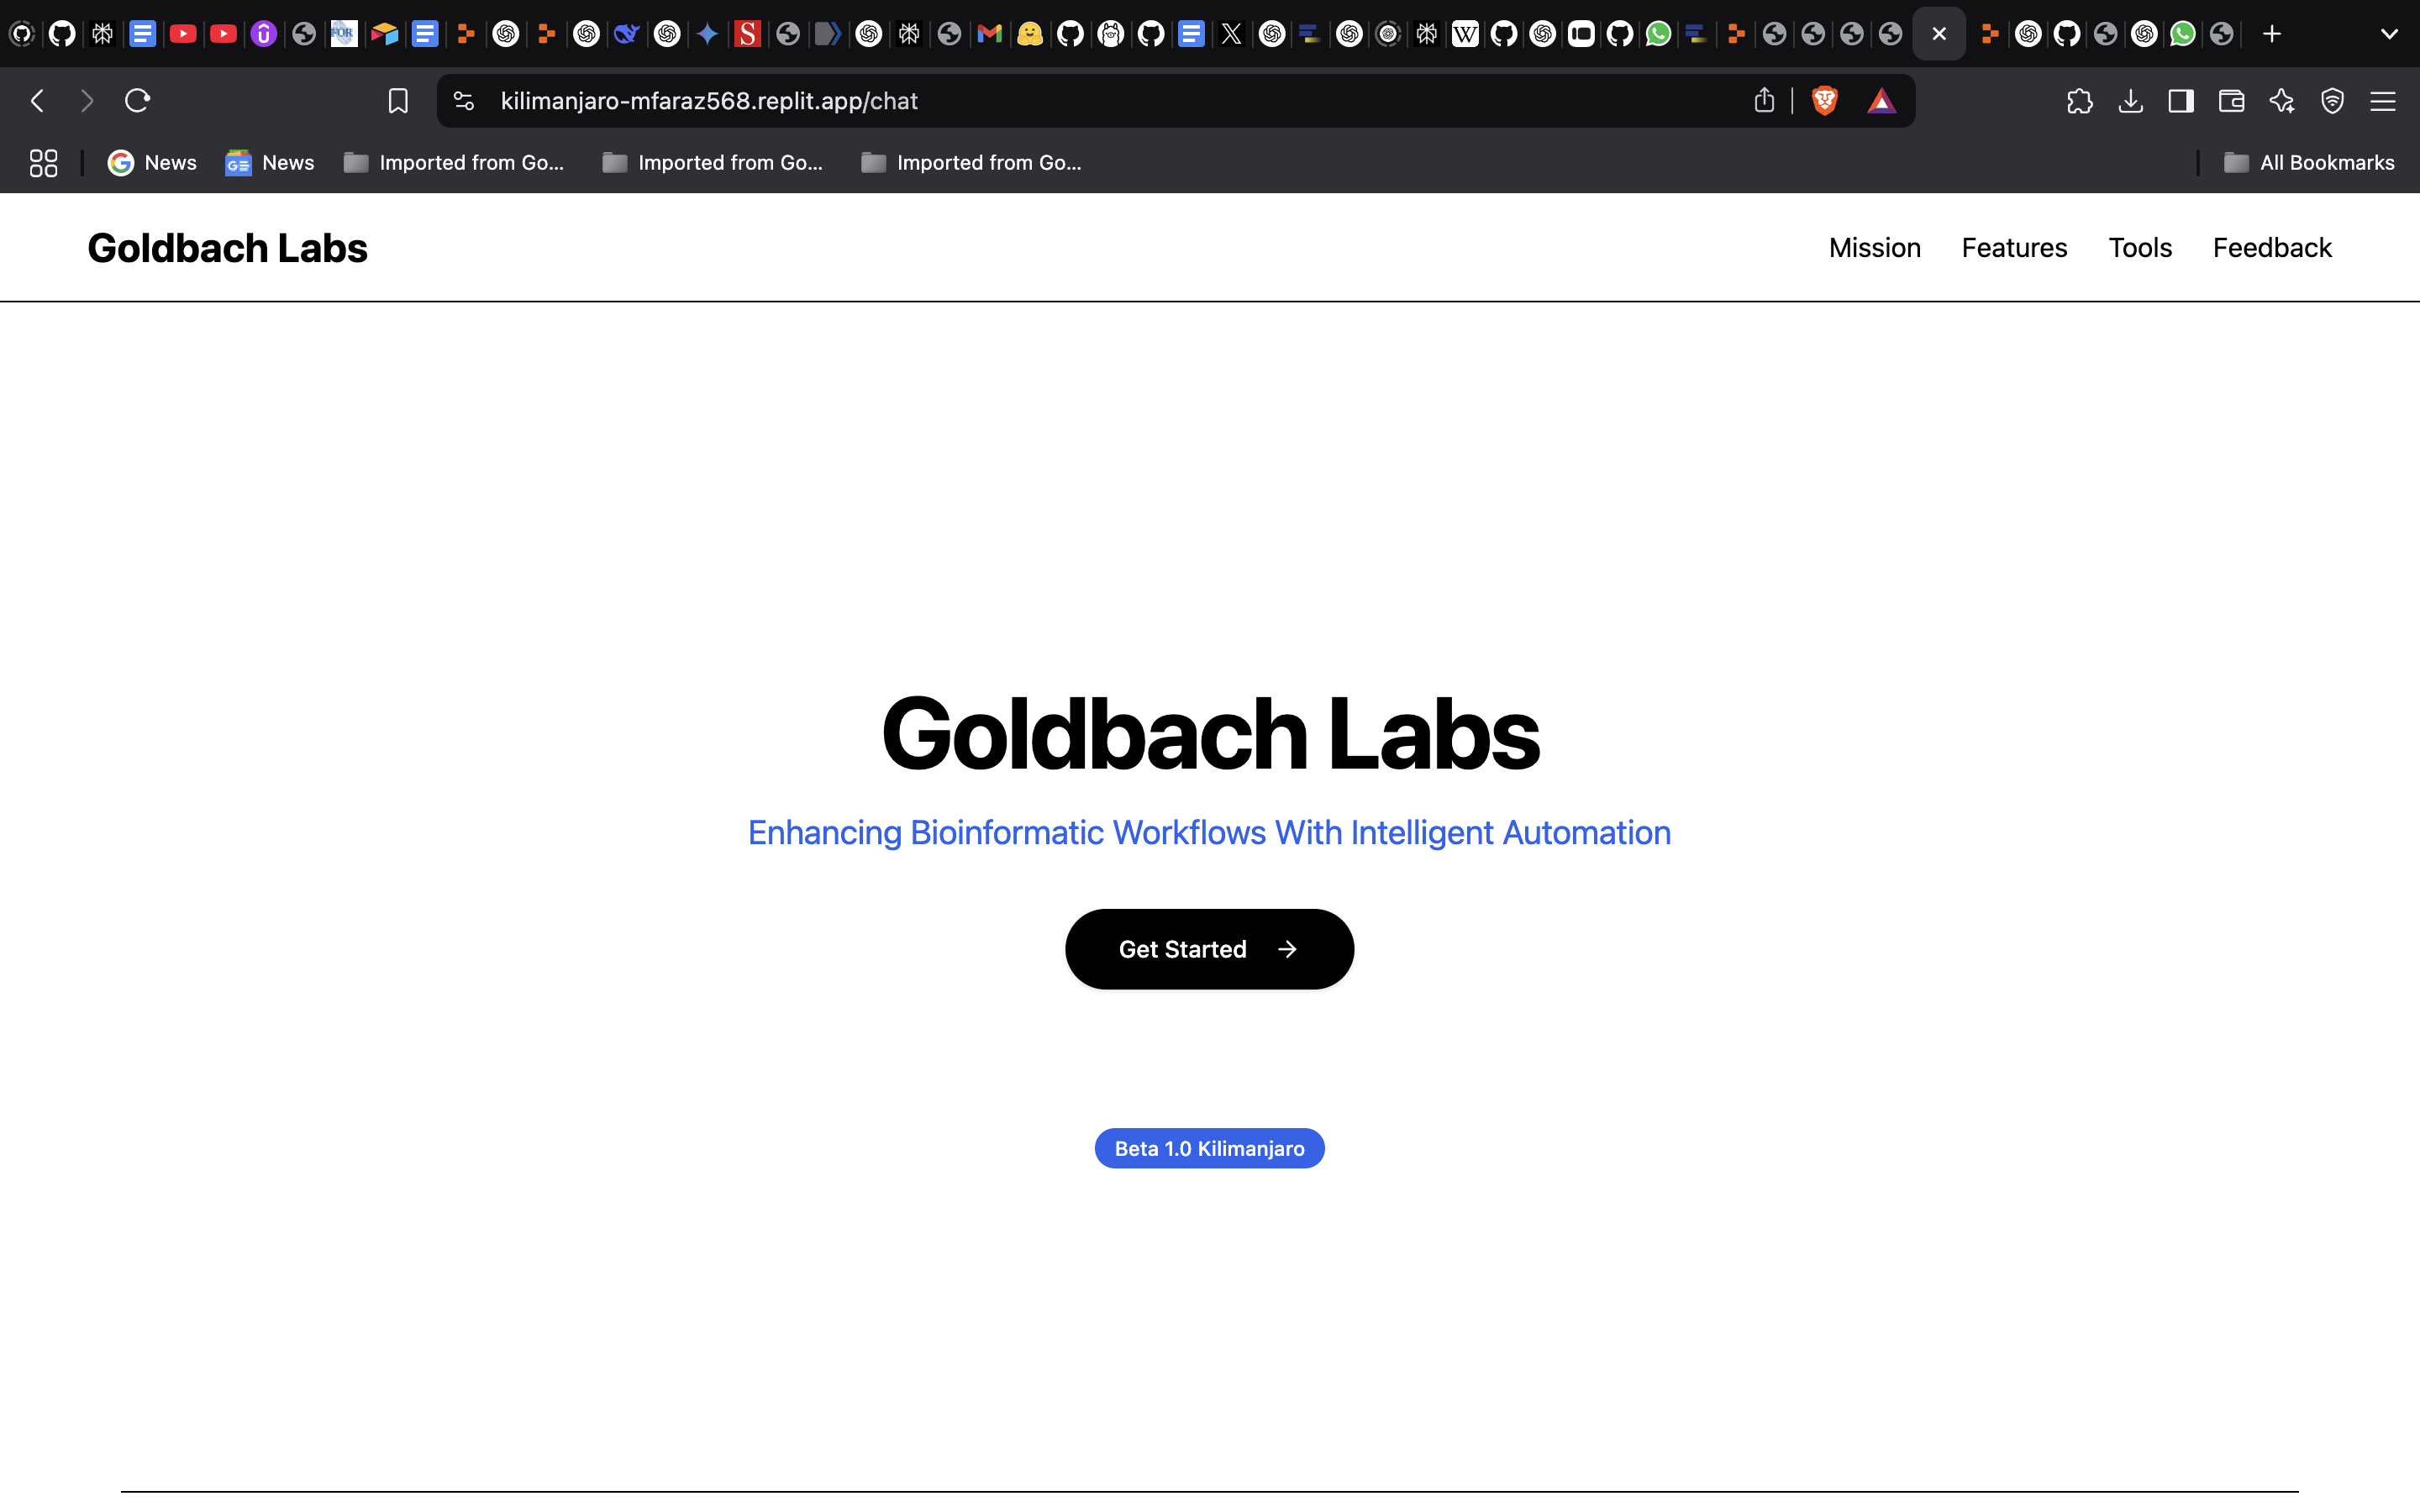 kilimanjaro-mfaraz568.replit.app/chat
News
News
Imported from Go...
Imported from Go...
Imported from Go...
All Bookmarks
Goldbach Labs
Mission
Features
Tools
Feedback
Goldbach Labs
Enhancing Bioinformatic Workflows With Intelligent Automation
Get Started
Beta 1.0 Kilimanjaro